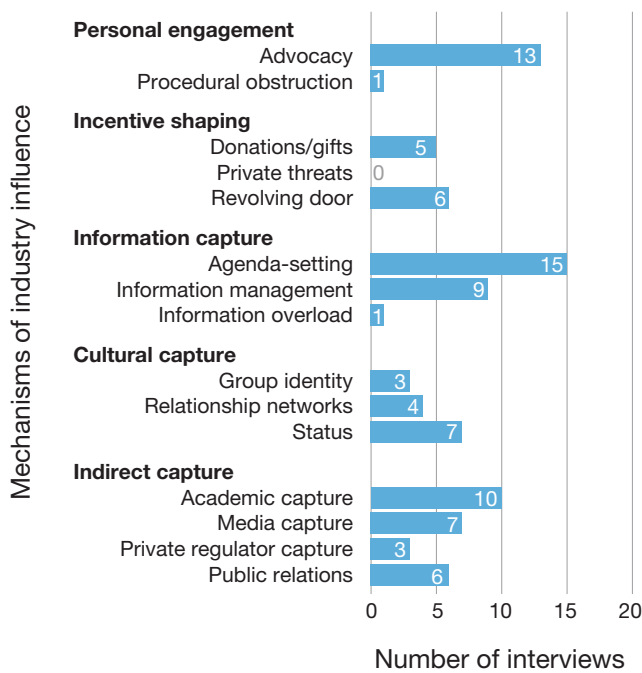 Mechanisms of industry influence
Personal engagement
Advocacy 13
Procedural obstruction 1
Incentive shaping
Donations/gifts 5
Private threats 0
Revolving door 6
Information capture
Agenda-setting 15
Information management 9
Information overload 1
Cultural capture
Group identity 3
Relationship networks 4
Status 7
Indirect capture
Academic capture 10
Media capture 7
Private regulator capture 3
Public relations 6
0 5 10 15 20
Number of interviews